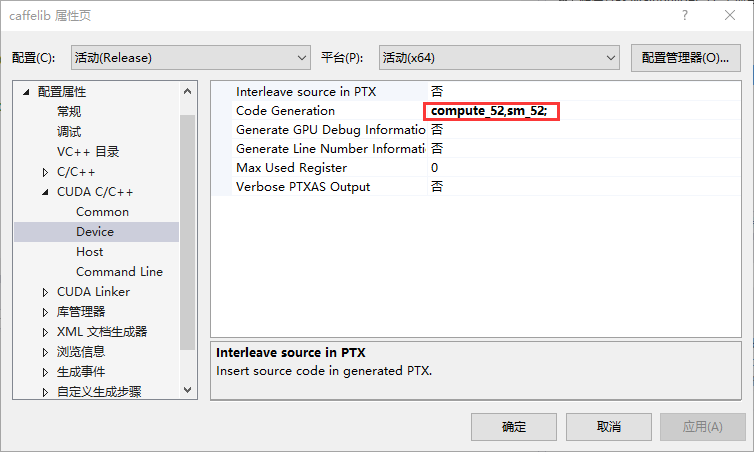 caffelib 属性页
配置(C): 活动(Release) 平台(P): 活动(x64) 配置管理器(O)...
配置属性
常规
调试
VC++ 目录
C/C++
CUDA C/C++
Common
Device
Host
Command Line
CUDA Linker
库管理器
XML 文档生成器
浏览信息
生成事件
自定义生成步骤
Interleave source in PTX 否
Code Generation compute_52,sm_52;
Generate GPU Debug Informatio 否
Generate Line Number Informati 否
Max Used Register 0
Verbose PTXAS Output 否
Interleave source in PTX
Insert source code in generated PTX.
确定 取消 应用(A)